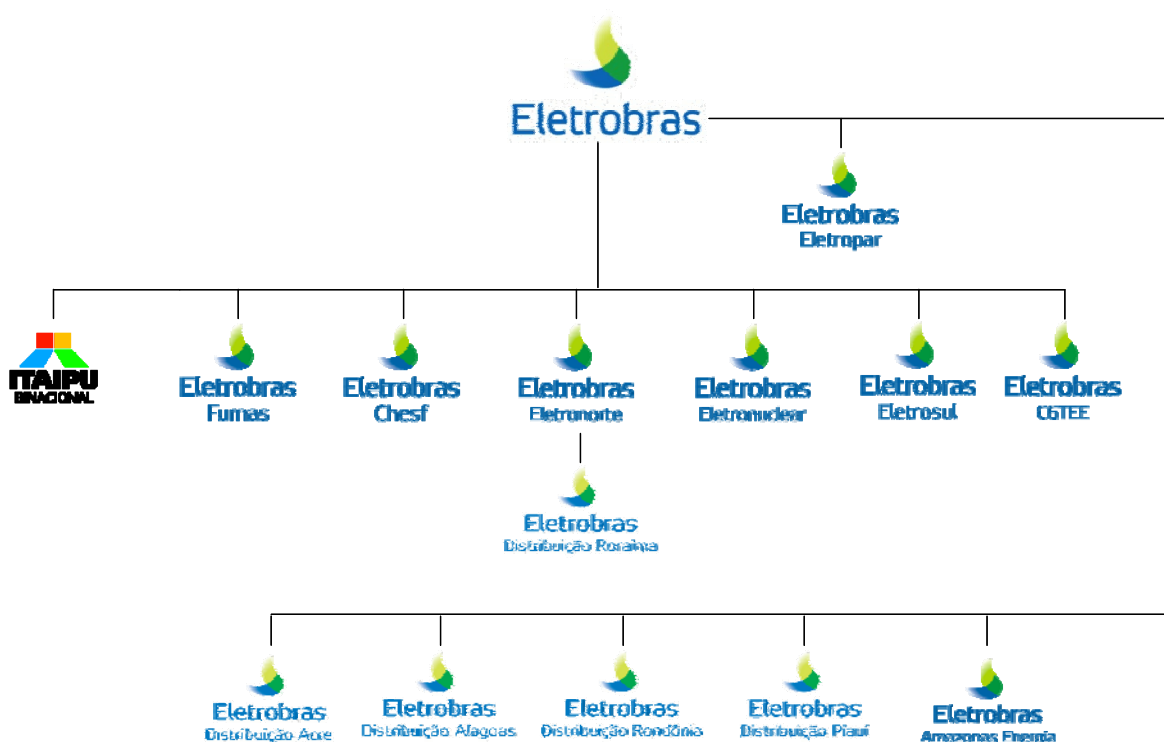 Eletrobras
Eletrobras
Eletropar
ITAIPU
BINACIONAL
Eletrobras
Furnas
Eletrobras
Chesf
Eletrobras
Eletronorte
Eletrobras
Eletronuclear
Eletrobras
Eletrosul
Eletrobras
CGTEE
Eletrobras
Distribuição Roraima
Eletrobras
Distribuição Acre
Eletrobras
Distribuição Alagoas
Eletrobras
Distribuição Rondônia
Eletrobras
Distribuição Piauí
Eletrobras
Amazonas Energia